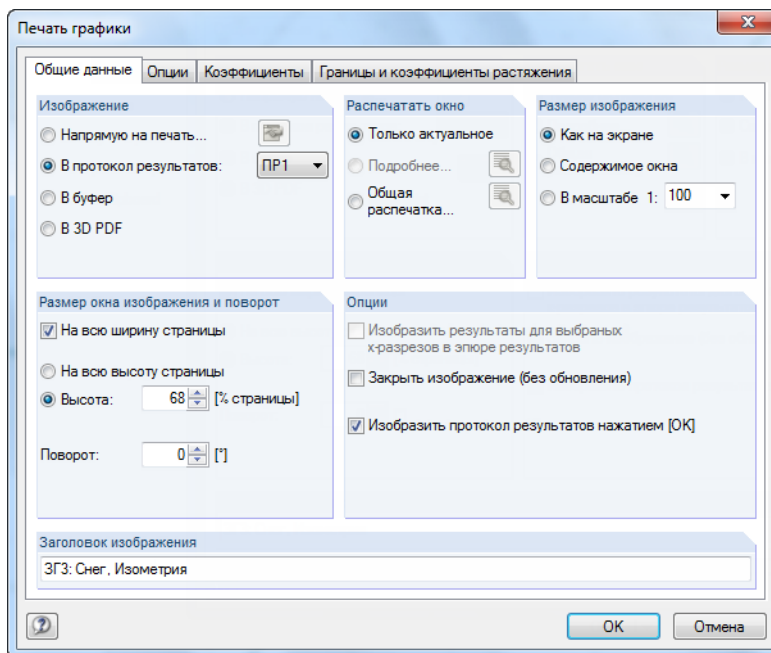 Печать графики
Общие данные
Опции
Коэффициенты
Границы и коэффициенты растяжения
Изображение
Напрямую на печать...
В протокол результатов:
ПР1
В буфер
В 3D PDF
Распечатать окно
Только актуальное
Подробнее...
Общая
распечатка...
Размер изображения
Как на экране
Содержимое окна
В масштабе 1:
100
Размер окна изображения и поворот
На всю ширину страницы
На всю высоту страницы
Высота:
68
[% страницы]
Поворот:
0
[°]
Опции
Изобразить результаты для выбраных
х-разрезов в эпюре результатов
Закрыть изображение (без обновления)
Изобразить протокол результатов нажатием [OK]
Заголовок изображения
ЗГ3: Снег, Изометрия
OK
Отмена